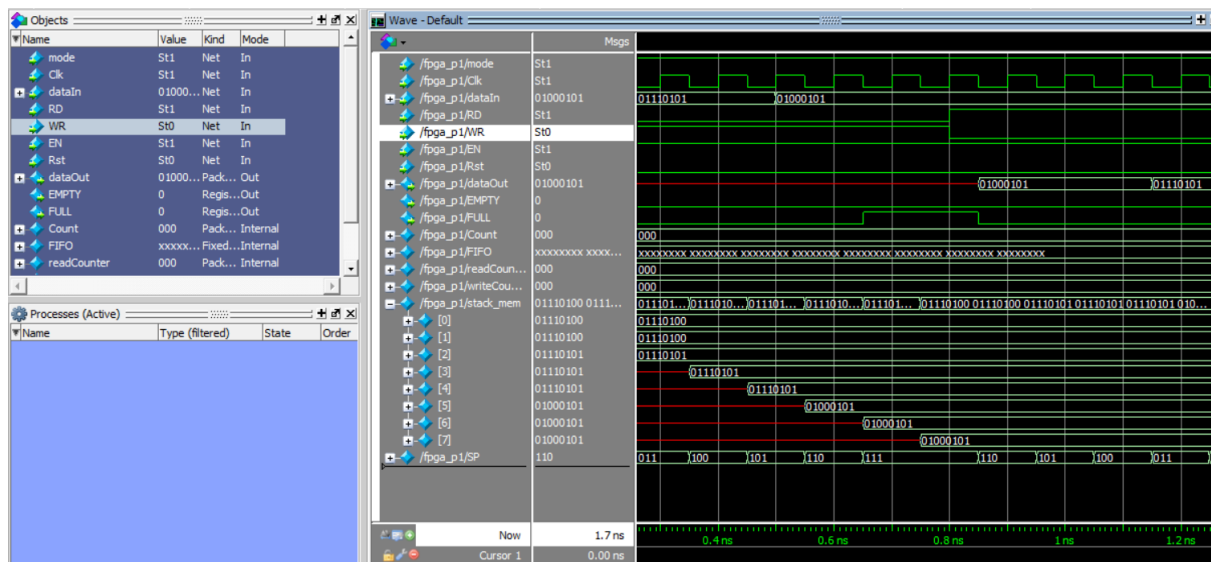 Objects
Name Value Kind Mode
mode St1 Net In
Clk St1 Net In
dataIn 01000... Net In
RD St1 Net In
WR St0 Net In
EN St1 Net In
Rst St0 Net In
dataOut 01000... Pack... Out
EMPTY 0 Regis... Out
FULL 0 Regis... Out
Count 000 Pack... Internal
FIFO xxxxx... Fixed... Internal
readCounter 000 Pack... Internal
Processes (Active)
Name Type (filtered) State Order
Wave - Default
Msgs
/fpga_p1/mode St1
/fpga_p1/Clk St1
/fpga_p1/dataIn 01000101 01110101 01000101
/fpga_p1/RD St1
/fpga_p1/WR St0
/fpga_p1/EN St1
/fpga_p1/Rst St0
/fpga_p1/dataOut 01000101 01000101 01110101
/fpga_p1/EMPTY 0
/fpga_p1/FULL 0
/fpga_p1/Count 000 000
/fpga_p1/FIFO xxxxxxxx xxxx... xxxxxxxx xxxxxxxx xxxxxxxx xxxxxxxx xxxxxxxx xxxxxxxx xxxxxxxx xxxxxxxx
/fpga_p1/readCoun... 000 000
/fpga_p1/writeCou... 000 000
/fpga_p1/stack_mem 01110100 0111... 011101... 0111010... 011101... 0111010... 011101... 01110100 01110100 01110101 01110101 01110101 010...
[0] 01110100 01110100
[1] 01110100 01110100
[2] 01110101 01110101
[3] 01110101 01110101
[4] 01110101 01110101
[5] 01000101 01000101
[6] 01000101 01000101
[7] 01000101 01000101
/fpga_p1/SP 110 011 100 101 110 111 110 101 100 011
Now 1.7 ns 0.4 ns 0.6 ns 0.8 ns 1 ns 1.2 ns
Cursor 1 0.00 ns